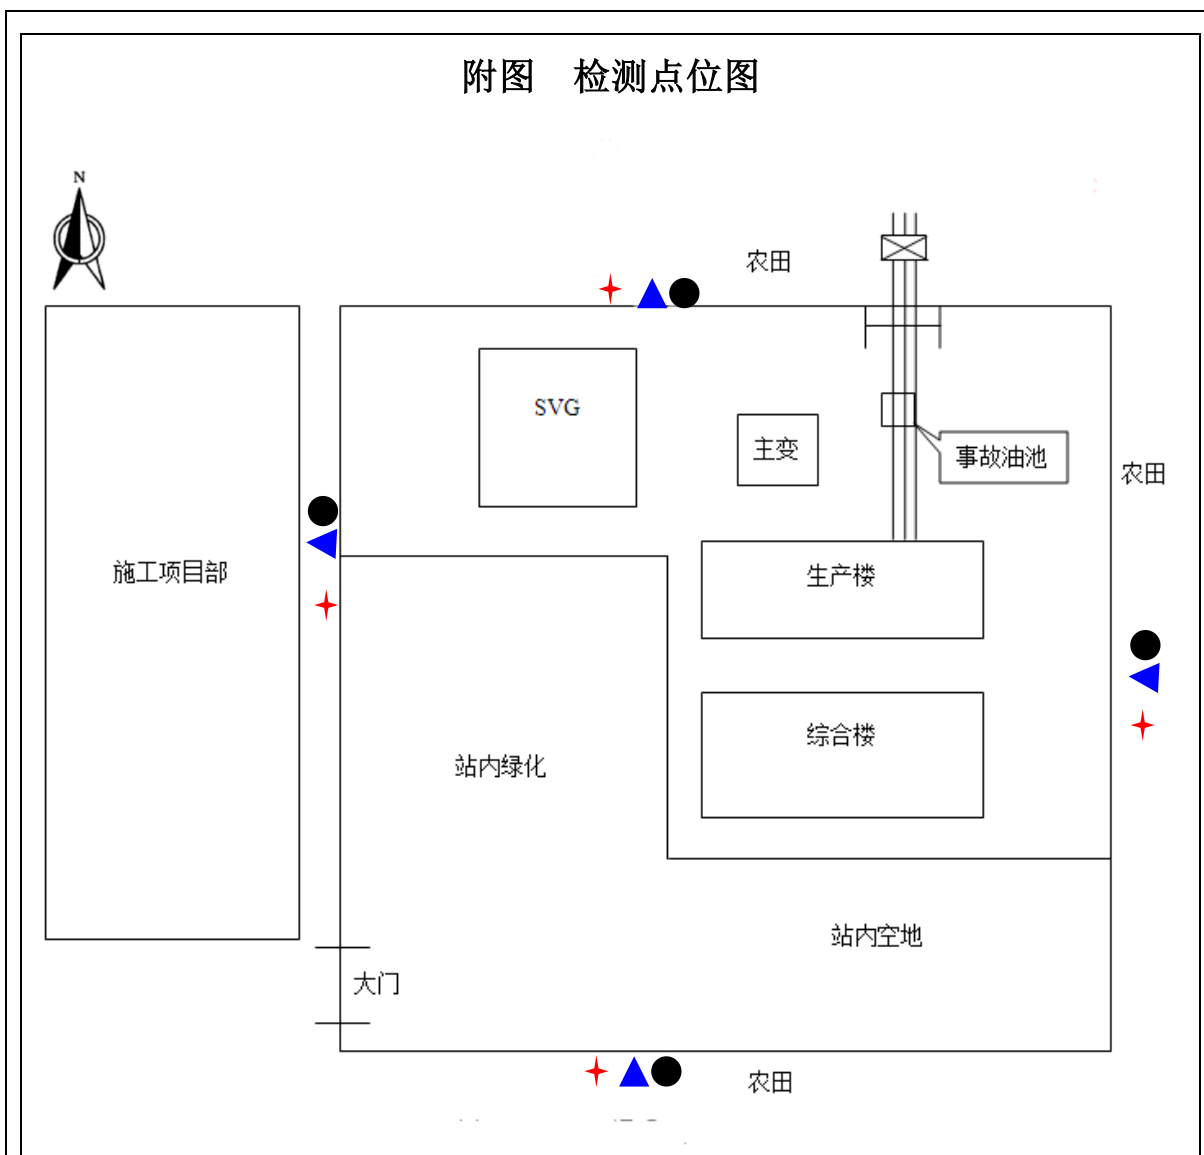 附图 检测点位图
N
农田
SVG
主变
事故油池
农田
施工项目部
生产楼
综合楼
站内绿化
站内空地
大门
农田